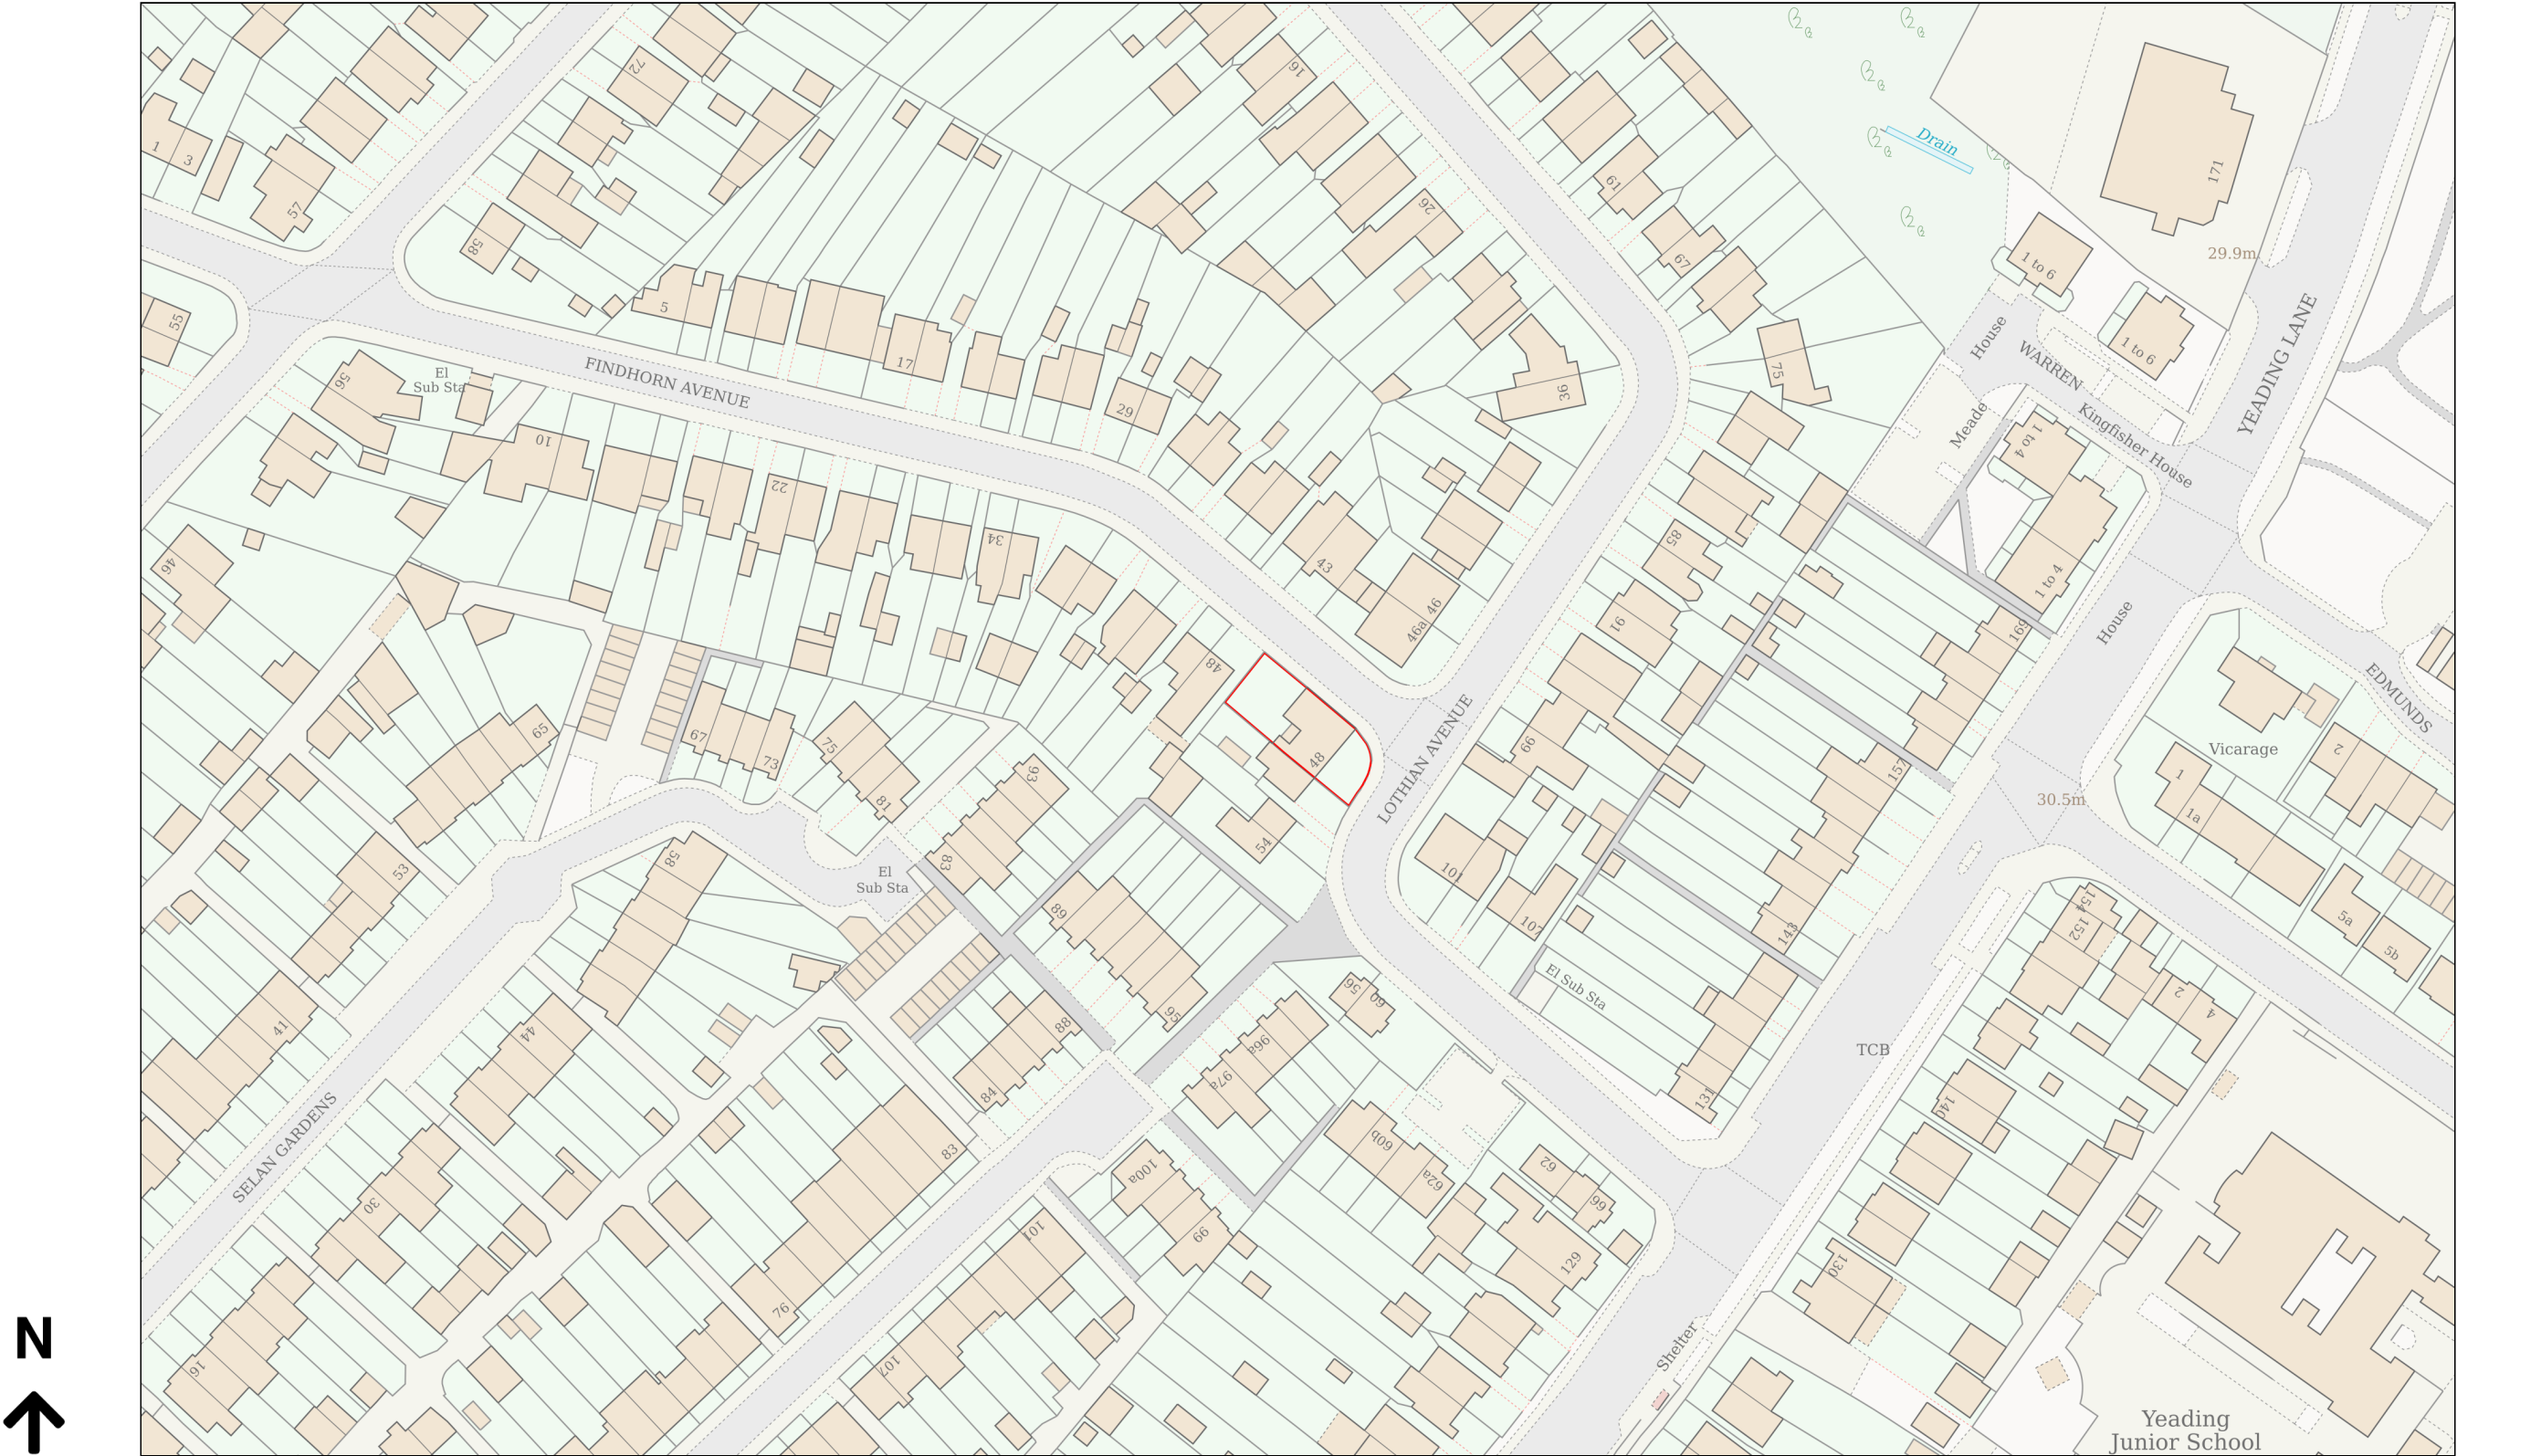 72
16
1
3
57
58
61
26
67
171
Drain
1 to 6
29.9m
1 to 6
55
5
17
29
36
75
House
WARREN
YEADING LANE
FINDHORN AVENUE
56
El
Sub Sta
10
22
34
43
46
46a
Meade
Kingfisher House
1 to 4
1 to 4
85
91
46
48
48
54
House
169
EDMUNDS
Vicarage
2
1
1a
30.5m
157
LOTHIAN AVENUE
99
65
67
73
75
81
93
83
El
Sub Sta
58
53
101
107
143
154
152
5a
5b
2
4
89
95
56
60
El Sub Sta
TCB
41
44
88
84
96a
97a
131
140
SELAN GARDENS
30
83
100a
99
60b
62a
62
66
129
130
101
76
107
16
Shelter
Yeading
Junior School
N